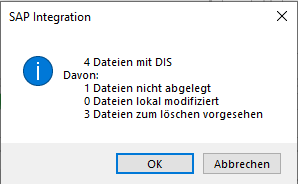 SAP Integration
4 Dateien mit DIS
Davon:
1 Dateien nicht abgelegt
0 Dateien lokal modifiziert
3 Dateien zum löschen vorgesehen
OK
Abbrechen